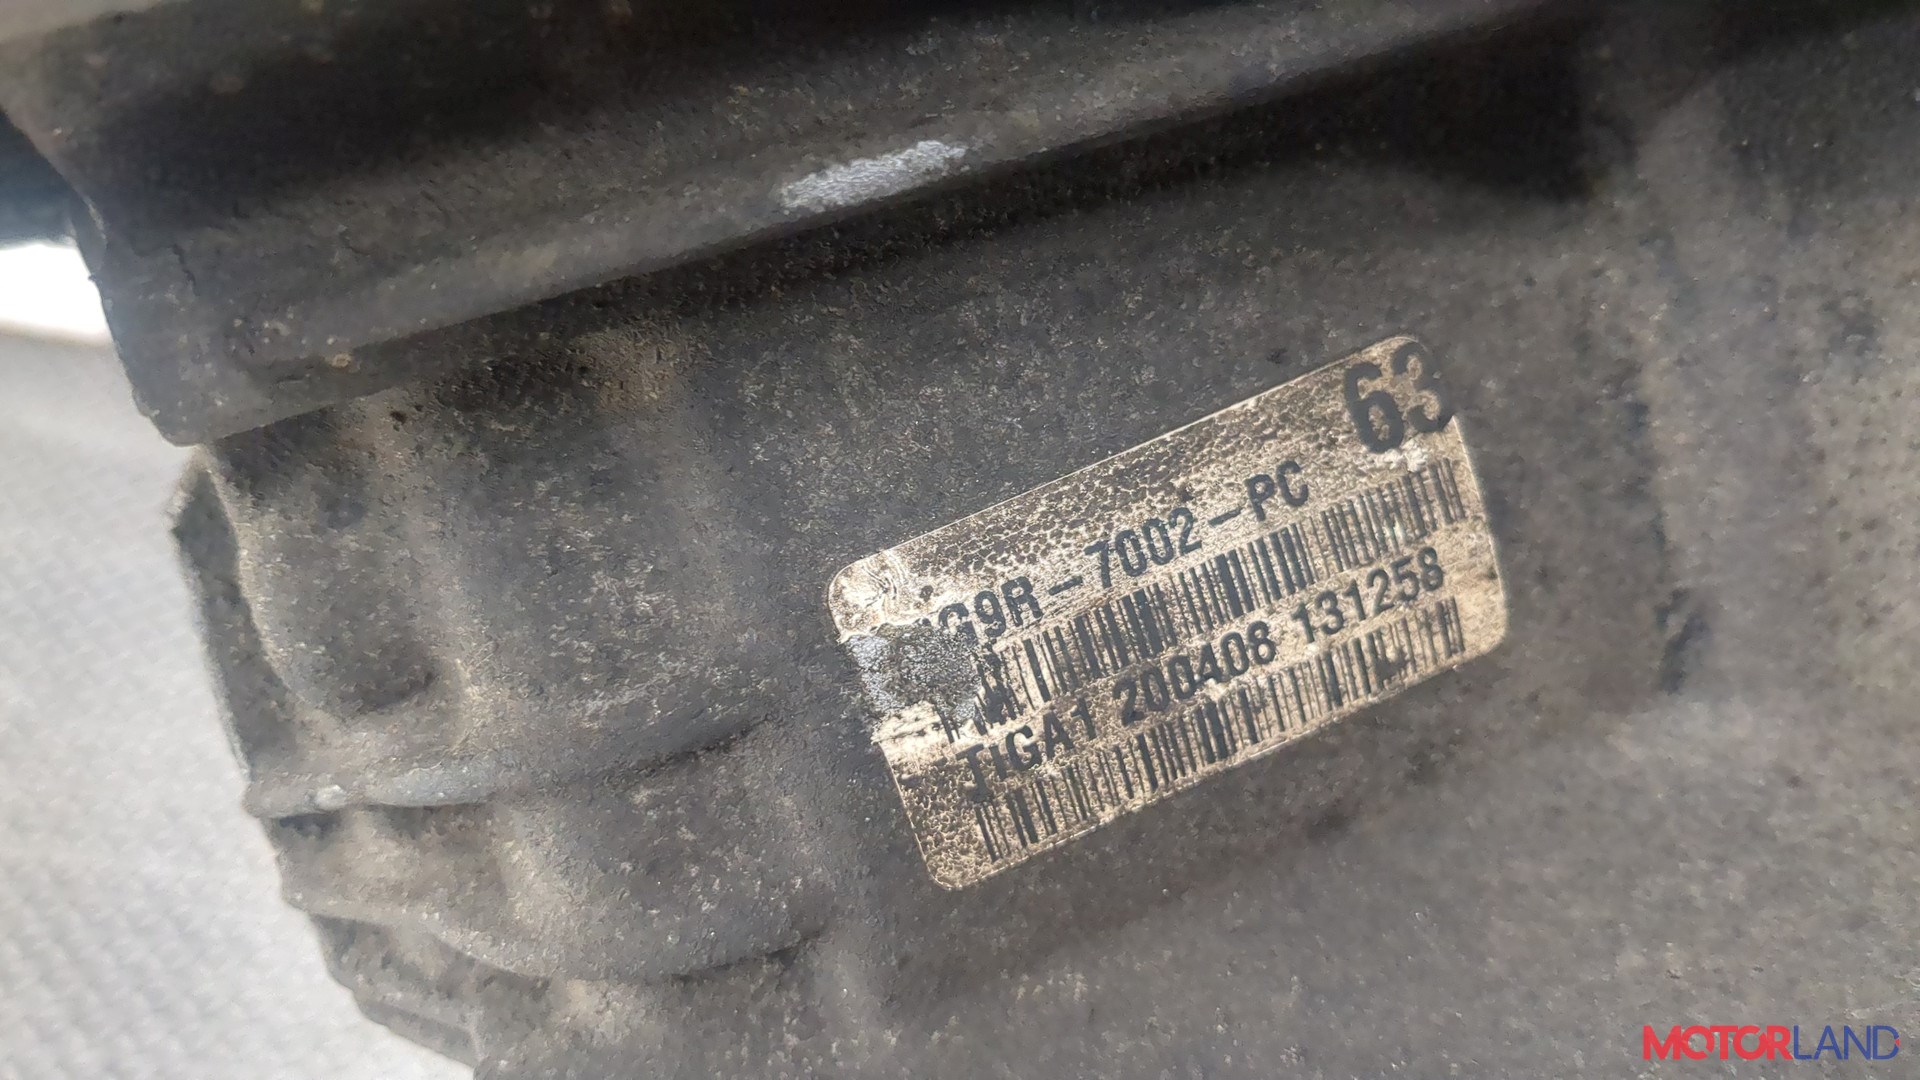 63
G9R-7002-PC
TIGA1 200408 131258
MOTORLAND